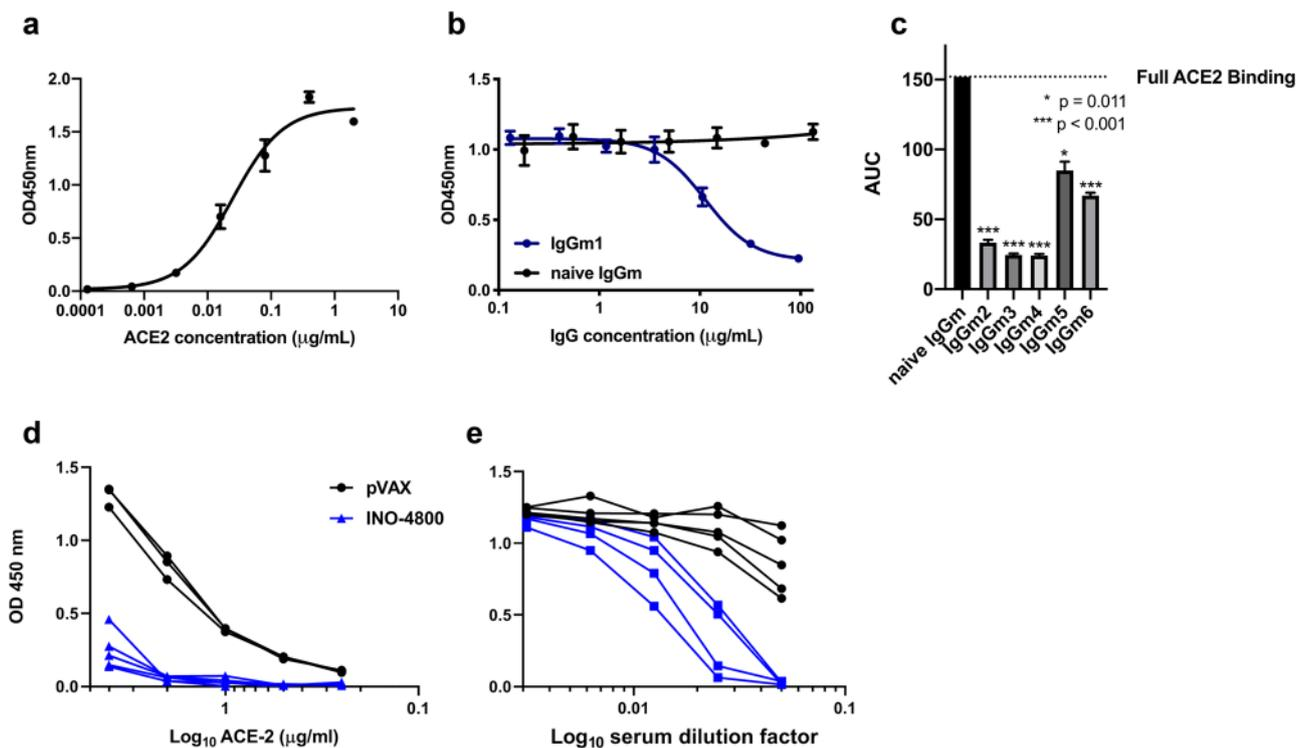 a
2.0
1.5
1.0
0.5
0.0
OD450nm
0.0001 0.001 0.01 0.1 1 10
ACE2 concentration (μg/mL)
b
1.5
1.0
0.5
0.0
OD450nm
IgGm1
naive IgGm
0.1 1 10 100
IgG concentration (μg/mL)
c
150
100
50
0
AUC
Full ACE2 Binding
* p = 0.011
*** p < 0.001
*** *** *** * ***
naive IgGm
IgGm2
IgGm3
IgGm4
IgGm5
IgGm6
d
1.5
1.0
0.5
0.0
OD 450 nm
pVAX
INO-4800
1 0.1
Log10 ACE-2 (μg/ml)
e
1.5
1.0
0.5
0.0
0.01 0.1
Log10 serum dilution factor